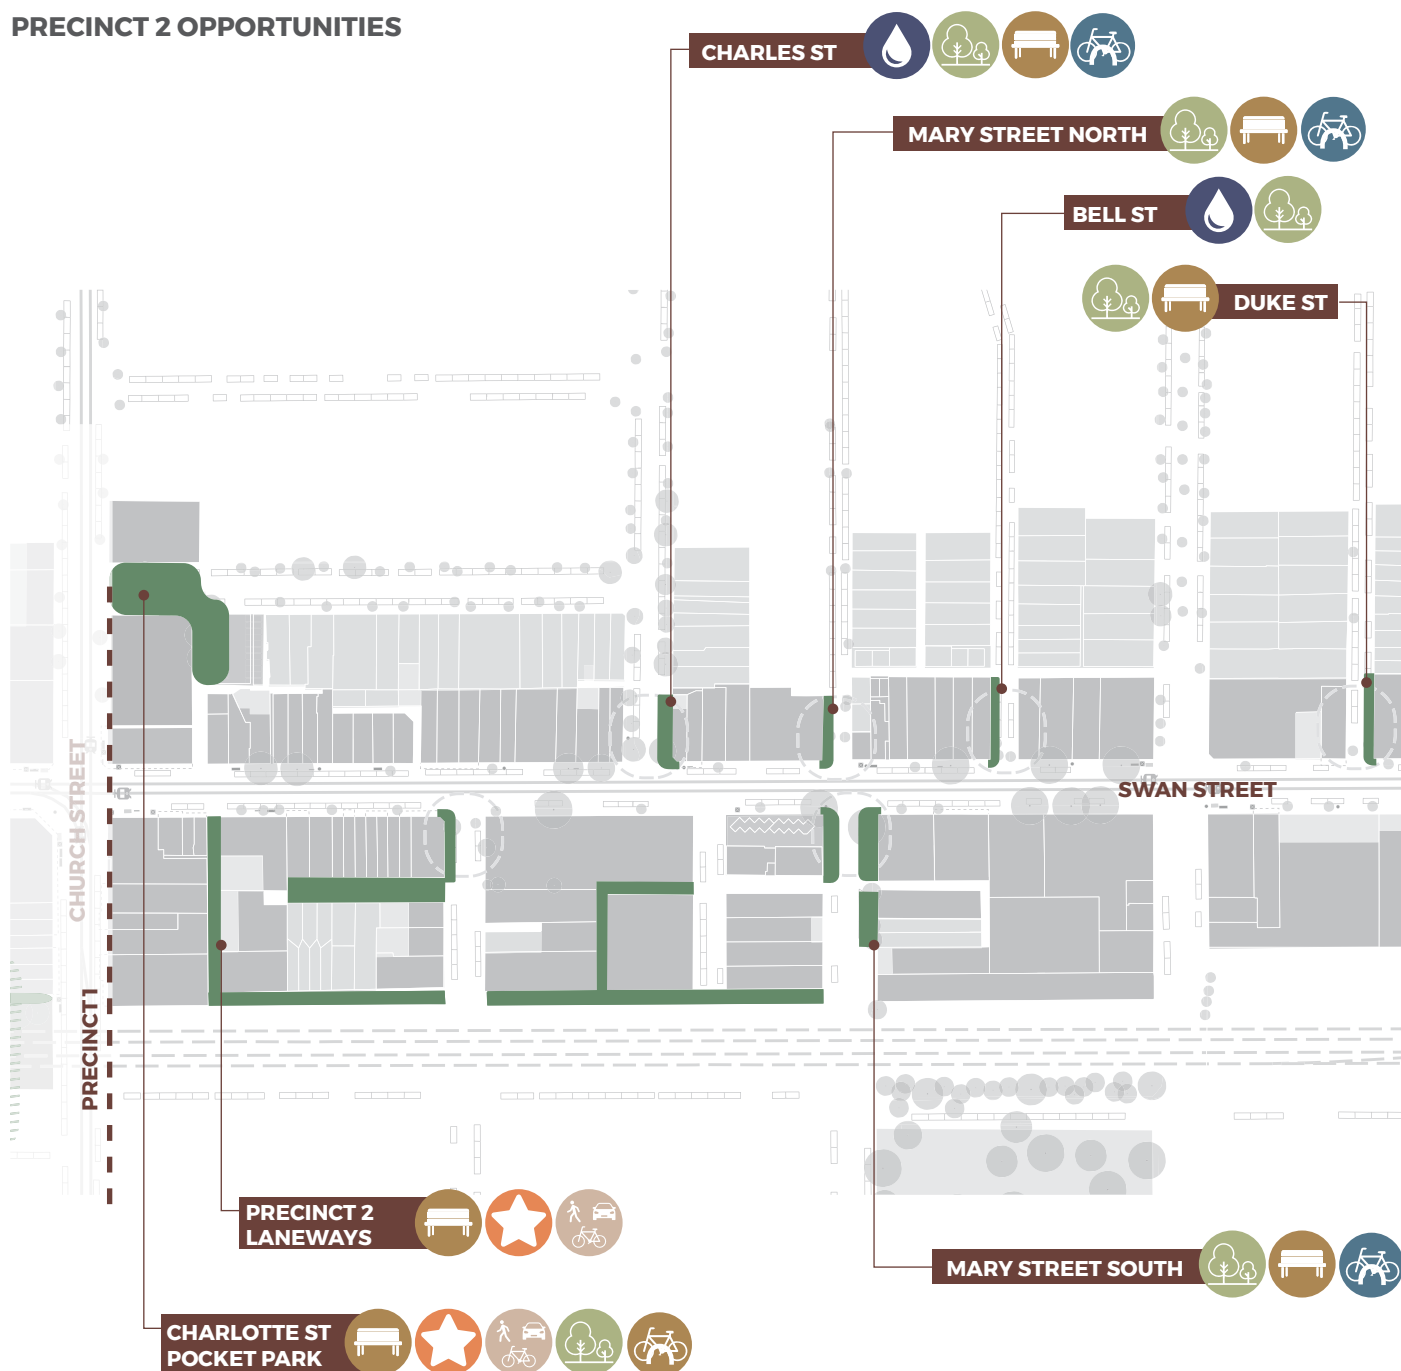 PRECINCT 2 OPPORTUNITIES
CHARLES ST
MARY STREET NORTH
BELL ST
DUKE ST
SWAN STREET
CHURCH STREET
PRECINCT 1
PRECINCT 2
LANEWAYS
MARY STREET SOUTH
CHARLOTTE ST
POCKET PARK